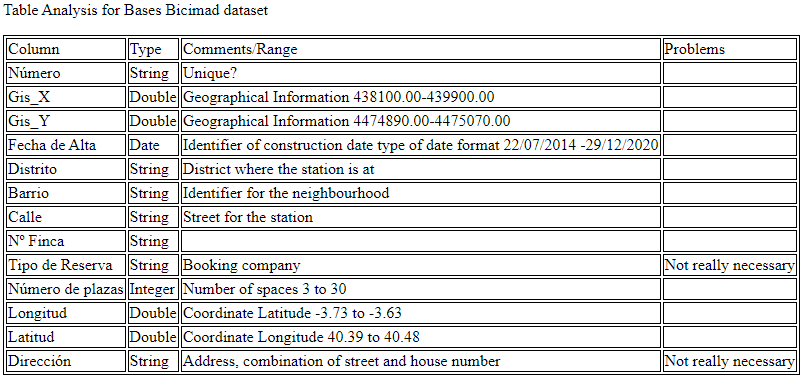 Table Analysis for Bases Bicimad dataset
Column Type Comments/Range Problems
Número String Unique?
Gis_X Double Geographical Information 438100.00-439900.00
Gis_Y Double Geographical Information 4474890.00-4475070.00
Fecha de Alta Date Identifier of construction date type of date format 22/07/2014 -29/12/2020
Distrito String District where the station is at
Barrio String Identifier for the neighbourhood
Calle String Street for the station
Nº Finca String
Tipo de Reserva String Booking company Not really necessary
Número de plazas Integer Number of spaces 3 to 30
Longitud Double Coordinate Latitude -3.73 to -3.63
Latitud Double Coordinate Longitude 40.39 to 40.48
Dirección String Address, combination of street and house number Not really necessary